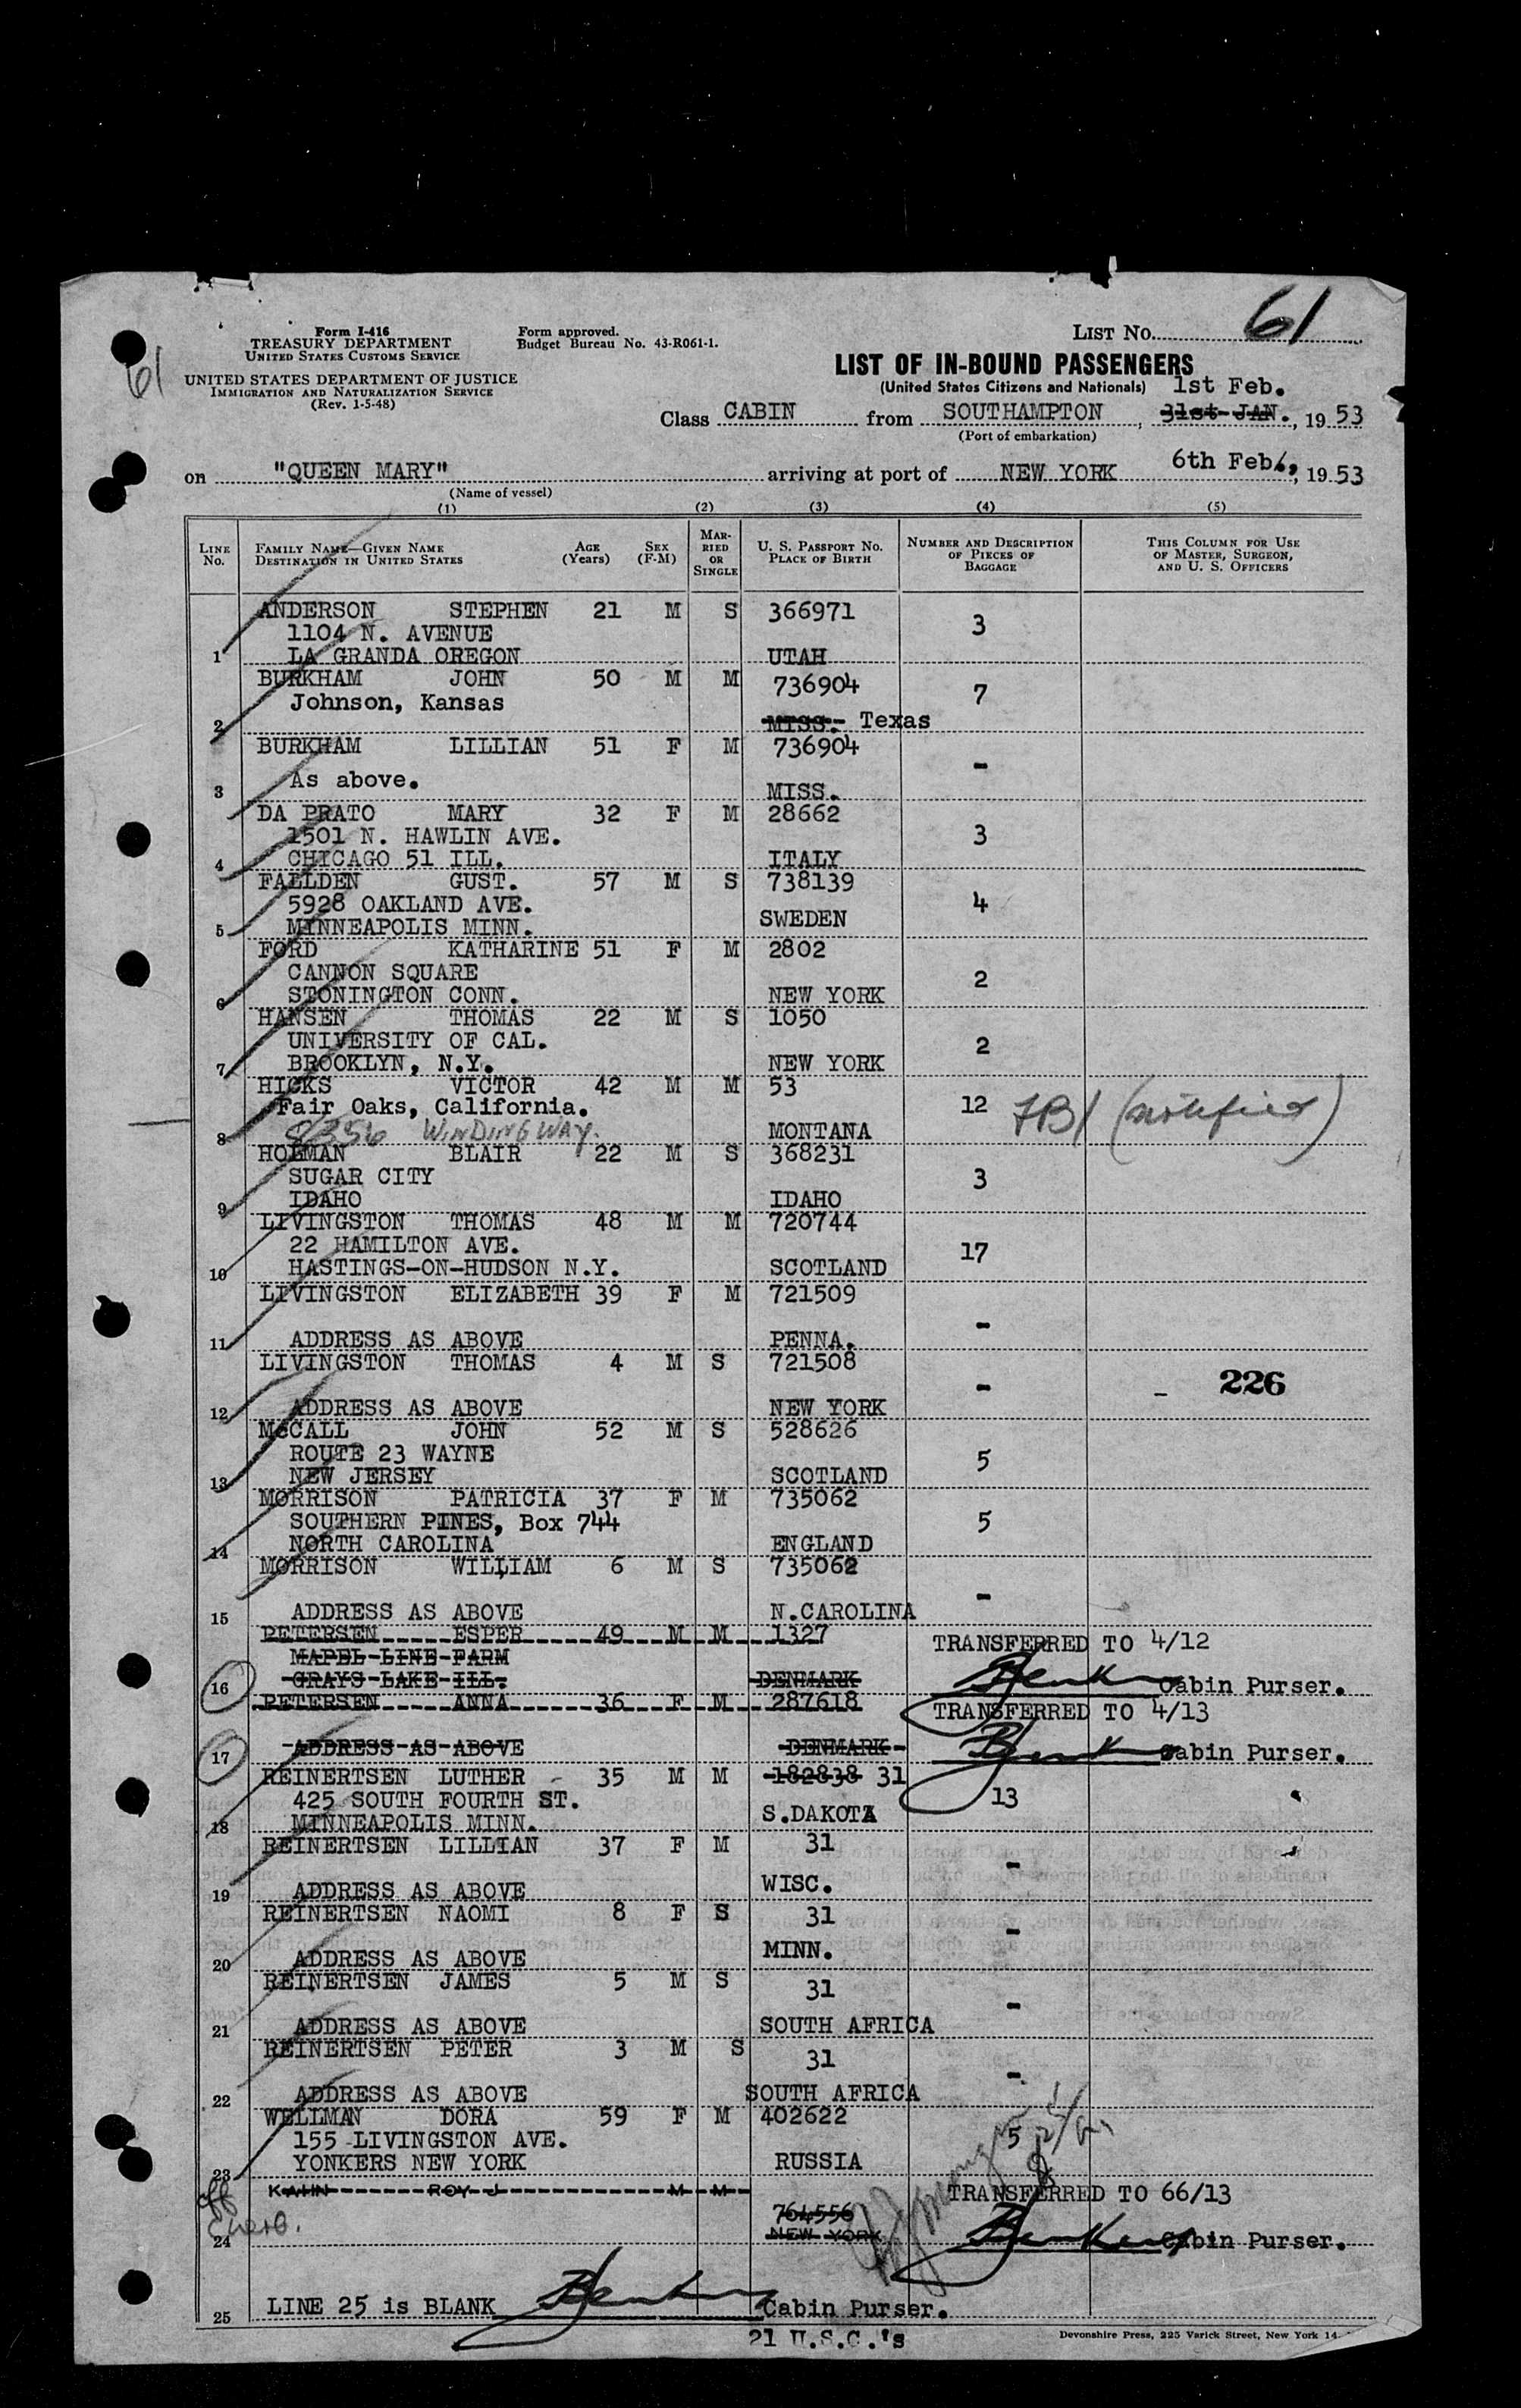 61
61
Form I-416
TREASURY DEPARTMENT
UNITED STATES CUSTOMS SERVICE
UNITED STATES DEPARTMENT OF JUSTICE
IMMIGRATION AND NATURALIZATION SERVICE
(Rev. 1-5-48)
Form approved.
Budget Bureau No. 43-R061-1.
LIST NO.
LIST OF IN-BOUND PASSENGERS
(United States Citizens and Nationals) 1st Feb.
Class CABIN from SOUTHAMPTON, 31st JAN., 19 53
(Port of embarkation)
on "QUEEN MARY" arriving at port of NEW YORK 6th Feb., 19 53
(Name of vessel)
(1) (2) (3) (4) (5)
LINE NO.
FAMILY NAME—GIVEN NAME
DESTINATION IN UNITED STATES
AGE (Years)
SEX (F-M)
MARRIED OR SINGLE
U. S. PASSPORT NO.
PLACE OF BIRTH
NUMBER AND DESCRIPTION OF PIECES OF BAGGAGE
THIS COLUMN FOR USE OF MASTER, SURGEON, AND U. S. OFFICERS
ANDERSON STEPHEN 21 M S 366971
1104 N. AVENUE 3
1 LA GRANDA OREGON UTAH
BURKHAM JOHN 50 M M 736904
Johnson, Kansas 7
2 MISS. Texas
BURKHAM LILLIAN 51 F M 736904
As above. -
3 MISS.
DA PRATO MARY 32 F M 28662
1501 N. HAWLIN AVE. 3
4 CHICAGO 51 ILL. ITALY
FALLDEN GUST. 57 M S 738139
5928 OAKLAND AVE. 4
5 MINNEAPOLIS MINN. SWEDEN
FORD KATHARINE 51 F M 2802
CANNON SQUARE 2
6 STONINGTON CONN. NEW YORK
HANSEN THOMAS 22 M S 1050
UNIVERSITY OF CAL. 2
7 BROOKLYN, N.Y. NEW YORK
HICKS VICTOR 42 M M 53
Fair Oaks, California. 12 FBI (notified)
8 8356 WINDING WAY. MONTANA
HOLMAN BLAIR 22 M S 368231
SUGAR CITY 3
9 IDAHO IDAHO
LIVINGSTON THOMAS 48 M M 720744
22 HAMILTON AVE. 17
10 HASTINGS-ON-HUDSON N.Y. SCOTLAND
LIVINGSTON ELIZABETH 39 F M 721509
-
11 ADDRESS AS ABOVE PENNA.
LIVINGSTON THOMAS 4 M S 721508
- - 226
12 ADDRESS AS ABOVE NEW YORK
McCALL JOHN 52 M S 528626
ROUTE 23 WAYNE 5
13 NEW JERSEY SCOTLAND
MORRISON PATRICIA 37 F M 735062
SOUTHERN PINES, Box 744 5
14 NORTH CAROLINA ENGLAND
MORRISON WILLIAM 6 M S 735062
-
15 ADDRESS AS ABOVE N.CAROLINA
PETERSEN ESPER 49 M M 1327 TRANSFERRED TO 4/12
MAPEL LINE FARM
16 GRAYS LAKE ILL. DENMARK Cabin Purser.
PETERSEN ANNA 36 F M 287618 TRANSFERRED TO 4/13
17 ADDRESS AS ABOVE DENMARK Cabin Purser.
REINERTSEN LUTHER 35 M M 182838 31
425 SOUTH FOURTH ST. 13
18 MINNEAPOLIS MINN. S.DAKOTA
REINERTSEN LILLIAN 37 F M 31
-
19 ADDRESS AS ABOVE WISC.
REINERTSEN NAOMI 8 F S 31
-
20 ADDRESS AS ABOVE MINN.
REINERTSEN JAMES 5 M S 31
-
21 ADDRESS AS ABOVE SOUTH AFRICA
REINERTSEN PETER 3 M S 31
-
22 ADDRESS AS ABOVE SOUTH AFRICA
WELLMAN DORA 59 F M 402622
155 LIVINGSTON AVE. 5
23 YONKERS NEW YORK RUSSIA
KAHN ROY J M M TRANSFERRED TO 66/13
764556
24 NEW YORK Cabin Purser.
25 LINE 25 is BLANK Cabin Purser.
21 U.S.C.'s
Devonshire Press, 225 Varick Street, New York 14